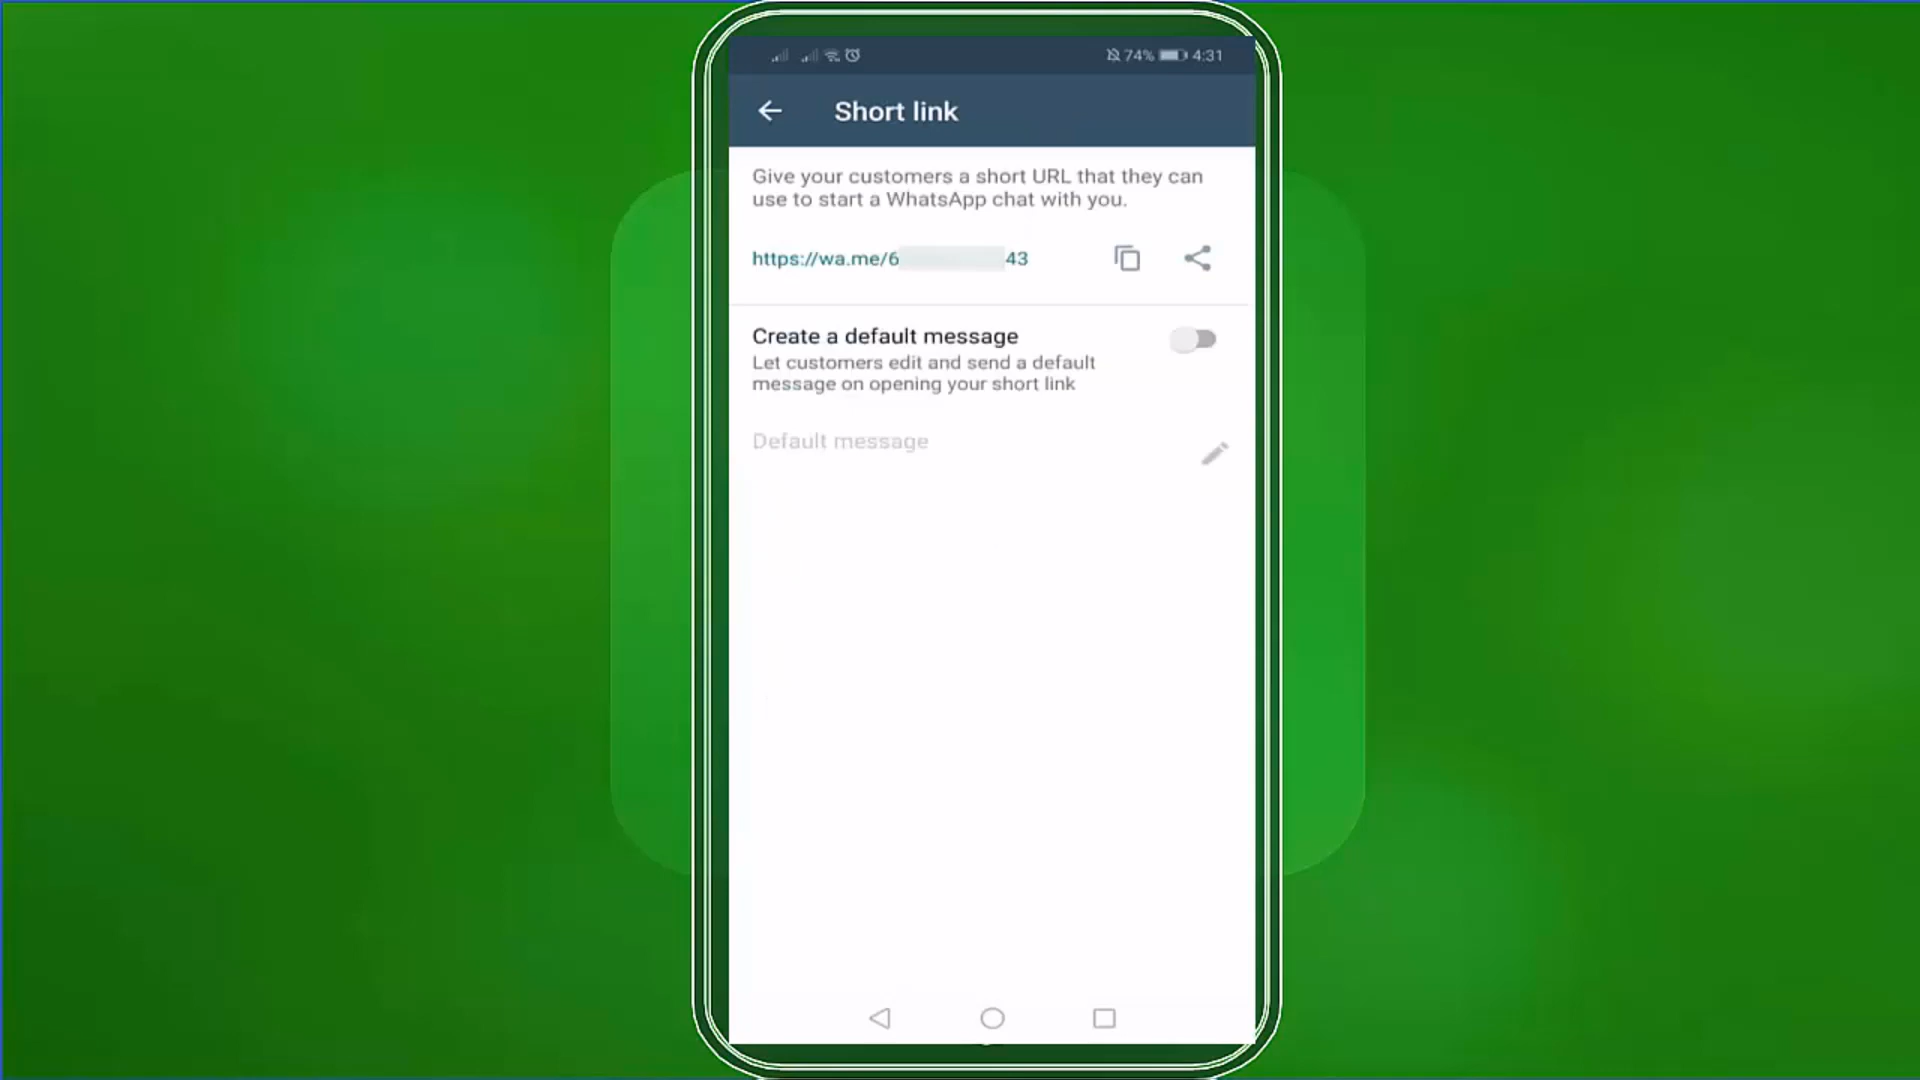 74% 4:31
Short link
Give your customers a short URL that they can
use to start a WhatsApp chat with you.
https://wa.me/6 43
Create a default message
Let customers edit and send a default
message on opening your short link
Default message